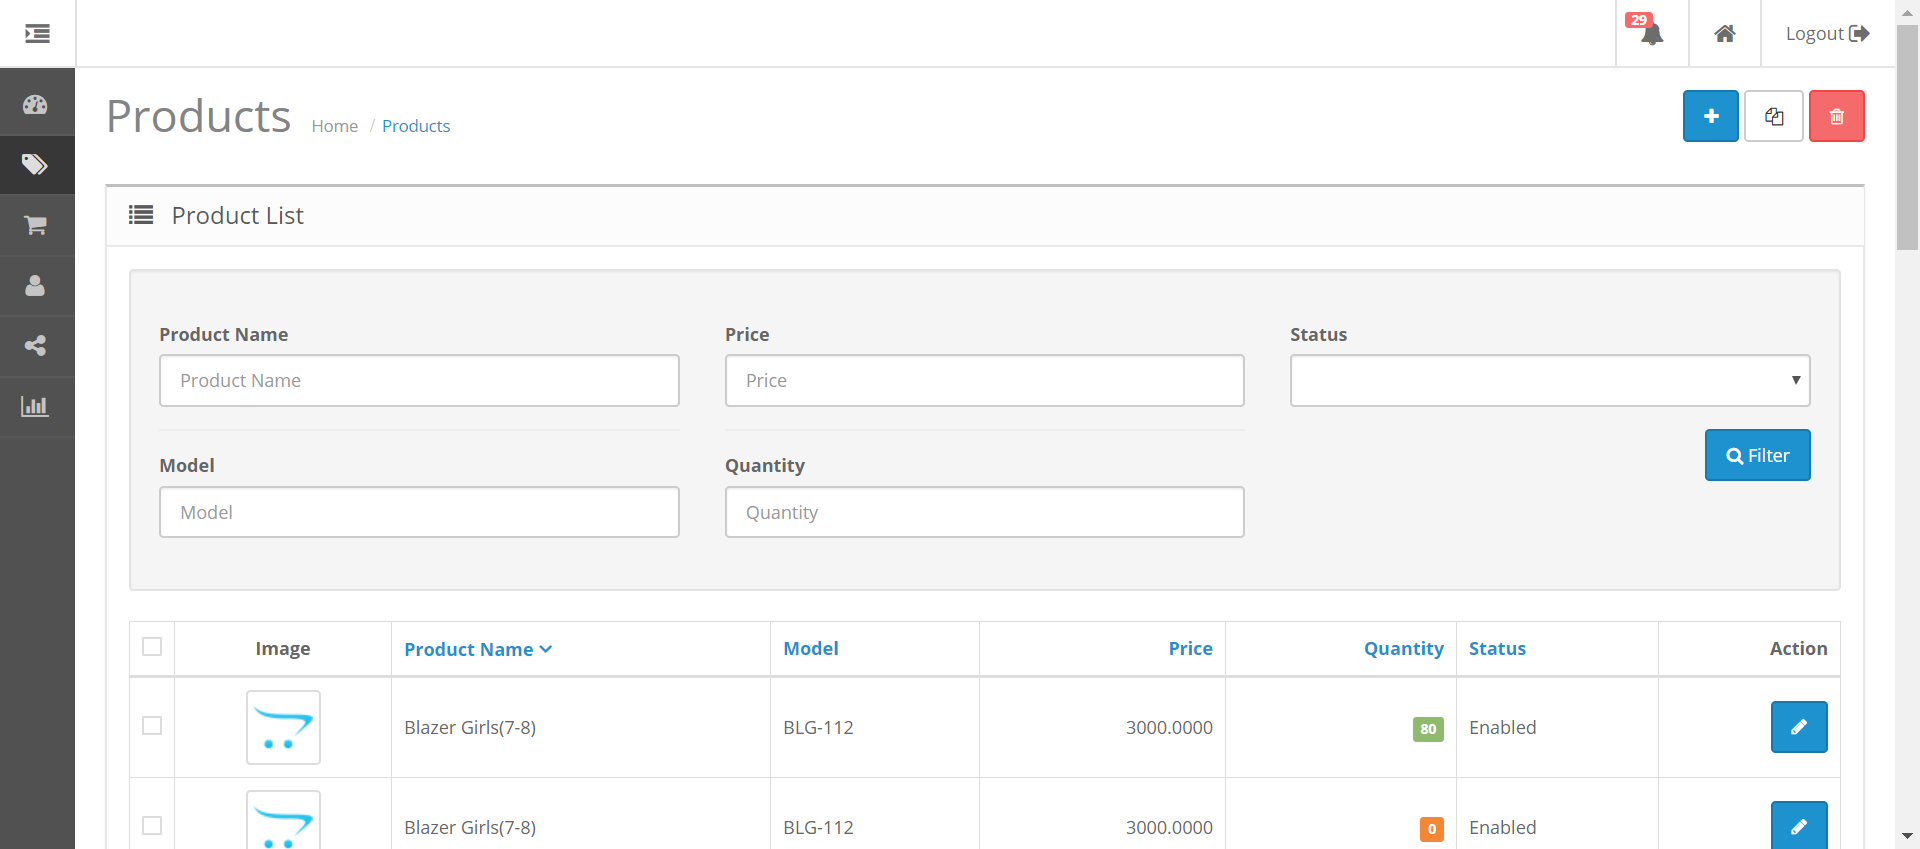 29
Logout
Products Home / Products
Product List
Product Name Price Status
Product Name Price
Model Quantity Filter
Model Quantity
Image Product Name Model Price Quantity Status Action
Blazer Girls(7-8) BLG-112 3000.0000 80 Enabled
Blazer Girls(7-8) BLG-112 3000.0000 0 Enabled